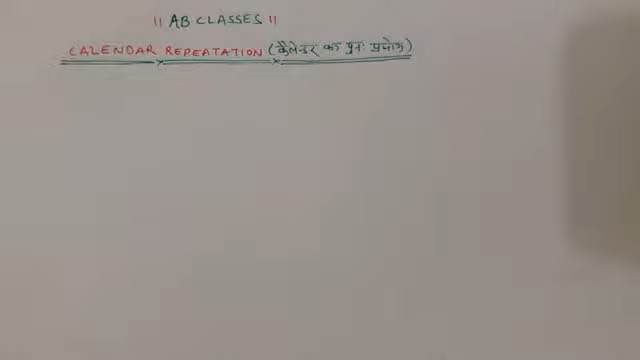 || AB CLASSES ||
CALENDAR REPEATATION (कैलेन्डर का पुनः प्रयोग)